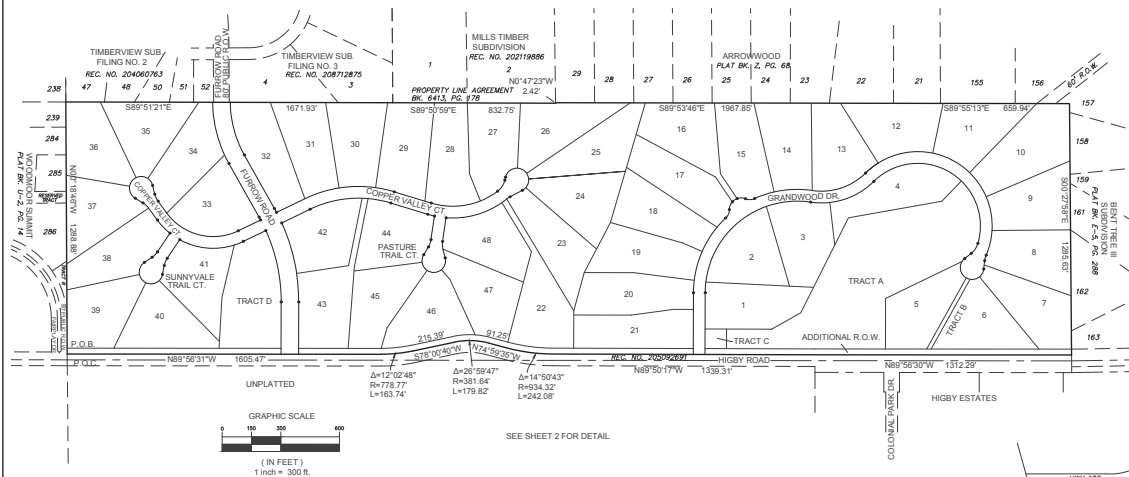 TIMBERVIEW SUB.
FILING NO. 2
REC. NO. 204060763
FURROW ROAD
80' PUBLIC R.O.W.
TIMBERVIEW SUB.
FILING NO. 3
REC. NO. 208712875
MILLS TIMBER
SUBDIVISION
REC. NO. 202119886
ARROWWOOD
PLAT BK. Z, PG. 68
60' R.O.W.
238
47
48
50
51
52
4
3
1
2
29
28
27
26
25
24
23
22
21
155
156
157
N0°47'23"W
2.42'
PROPERTY LINE AGREEMENT
BK. 6413, PG. 178
S89°51'21"E
1671.93'
S89°50'59"E
832.75'
S89°53'46"E
1967.85'
S89°55'13"E
659.94'
239
284
285
RESERVED
TRACT
286
WOODMOOR SUMMIT
PLAT BK. U-2, PG. 14
N00°18'46"W
1288.88'
158
159
161
162
163
BENT TREE III
SUBDIVISION
PLAT BK. E-5, PG. 288
S00°27'58"E
1285.63'
36
35
34
32
31
30
29
28
27
26
25
16
15
14
13
12
11
10
37
33
FURROW ROAD
COPPER VALLEY CT
COPPER VALLEY CT
24
17
18
GRANDWOOD DR.
4
9
38
SUNNYVALE
TRAIL CT.
41
42
44
PASTURE
TRAIL CT.
48
23
19
2
3
8
39
40
TRACT D
43
45
46
47
22
20
21
1
TRACT A
5
TRACT B
6
7
TRACT C
ADDITIONAL R.O.W.
P.O.B.
P.O.C.
N89°56'31"W
1605.47'
215.39'
S78°00'40"W
91.25'
N74°59'35"W
REC. NO. 205092691
HIGBY ROAD
N89°50'17"W
1339.31'
N89°56'30"W
1312.29'
UNPLATTED
Δ=12°02'48"
R=778.77'
L=163.74'
Δ=26°59'47"
R=381.64'
L=179.82'
Δ=14°50'43"
R=934.32'
L=242.08'
COLONIAL PARK DR.
HIGBY ESTATES
GRAPHIC SCALE
0 150 300 600
( IN FEET )
1 inch = 300 ft.
SEE SHEET 2 FOR DETAIL